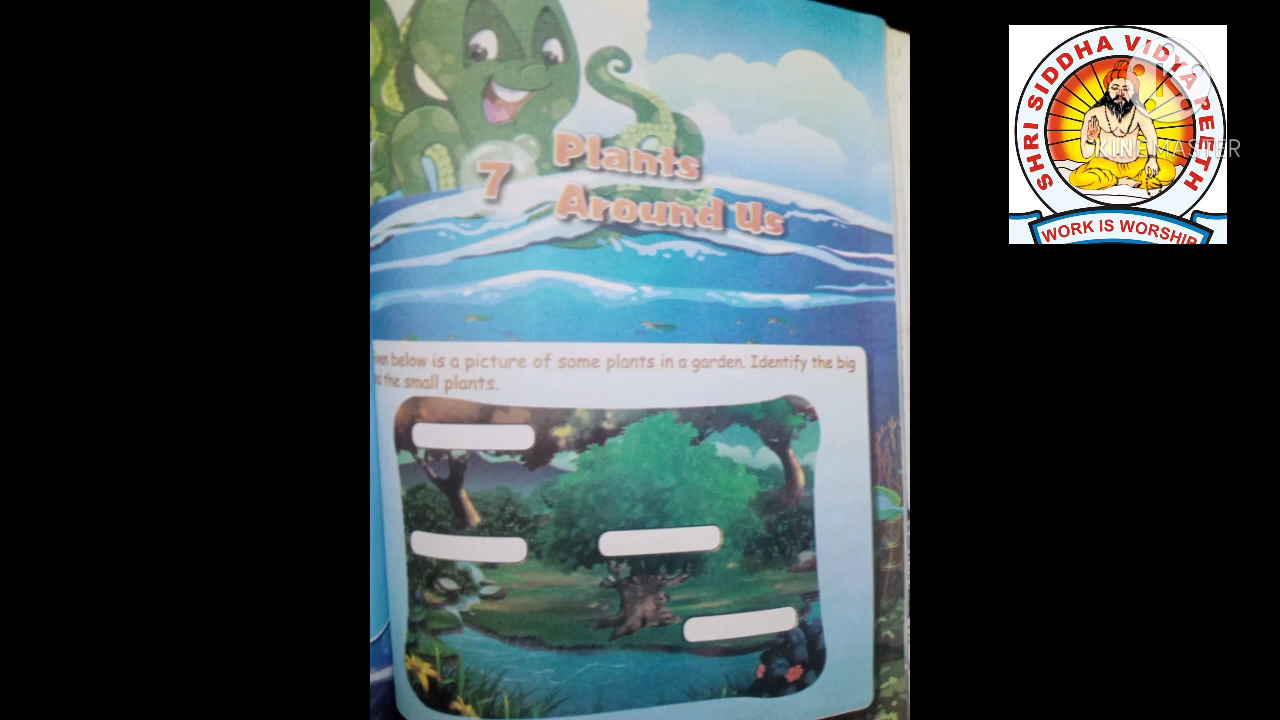 7
Plants
Around Us
below is a picture of some plants in a garden. Identify the big
the small plants.
SHRI SIDDHA VIDYA PEETH
WORK IS WORSHIP
KINEMASTER